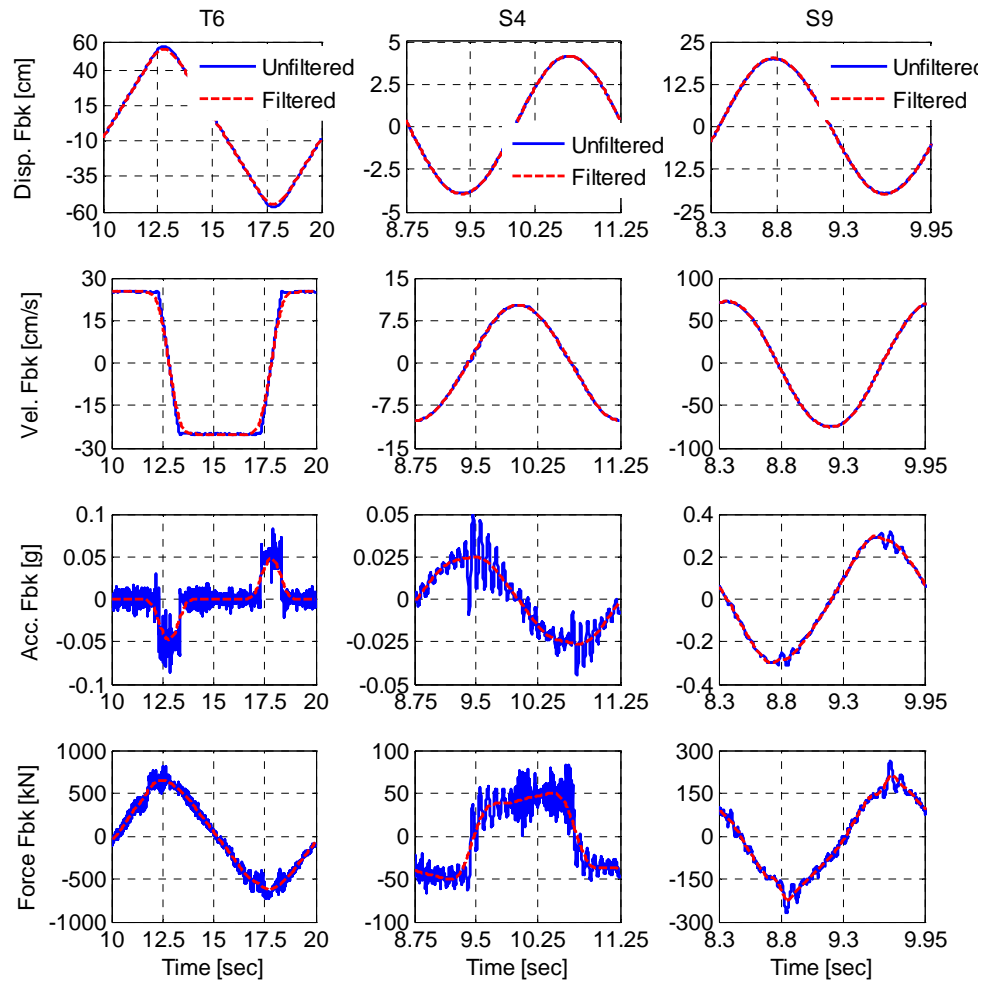 T6 S4 S9
Disp. Fbk [cm]
60
40
15
-10
-35
-60
10 12.5 15 17.5 20
Unfiltered
Filtered
5
2.5
0
-2.5
-5
8.75 9.5 10.25 11.25
Unfiltered
Filtered
25
12.5
0
12.5
-25
8.3 8.8 9.3 9.95
Unfiltered
Filtered
Vel. Fbk [cm/s]
30
15
0
-15
-30
10 12.5 15 17.5 20
15
7.5
0
-7.5
-15
8.75 9.5 10.25 11.25
100
50
0
-50
-100
8.3 8.8 9.3 9.95
Acc. Fbk [g]
0.1
0.05
0
-0.05
-0.1
10 12.5 15 17.5 20
0.05
0.025
0
-0.025
-0.05
8.75 9.5 10.25 11.25
0.4
0.2
0
-0.2
-0.4
8.3 8.8 9.3 9.95
Force Fbk [kN]
1000
500
0
-500
-1000
10 12.5 15 17.5 20
Time [sec]
100
50
0
-50
-100
8.75 9.5 10.25 11.25
Time [sec]
300
150
0
-150
-300
8.3 8.8 9.3 9.95
Time [sec]